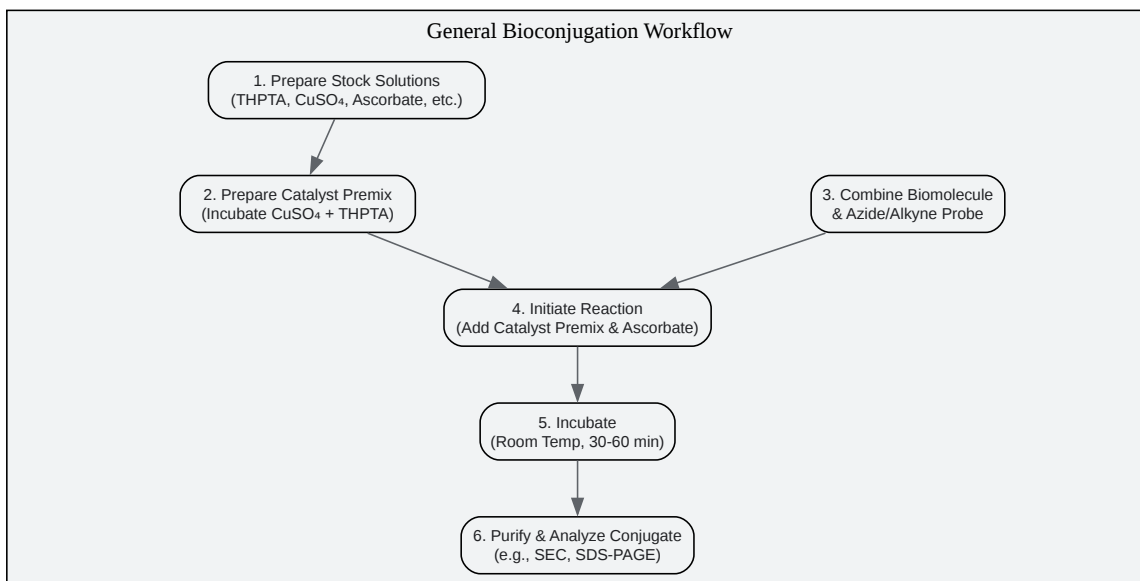 General Bioconjugation Workflow
1. Prepare Stock Solutions
(THPTA, CuSO₄, Ascorbate, etc.)
2. Prepare Catalyst Premix
(Incubate CuSO₄ + THPTA)
3. Combine Biomolecule
& Azide/Alkyne Probe
4. Initiate Reaction
(Add Catalyst Premix & Ascorbate)
5. Incubate
(Room Temp, 30-60 min)
6. Purify & Analyze Conjugate
(e.g., SEC, SDS-PAGE)